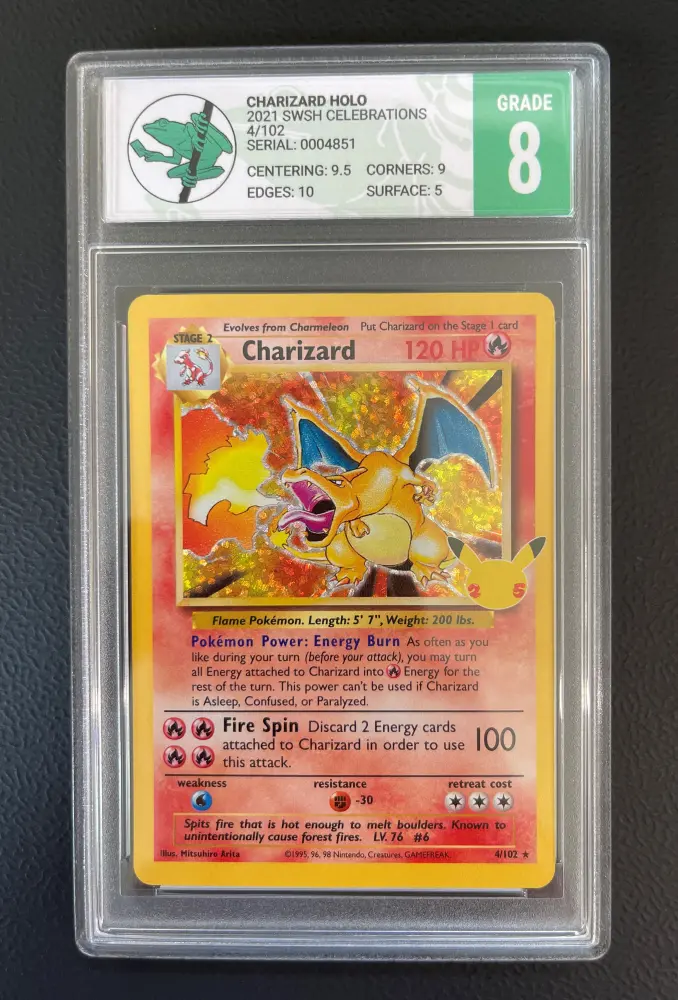 CHARIZARD HOLO
2021 SWSH CELEBRATIONS
4/102
SERIAL: 0004851
CENTERING: 9.5 CORNERS: 9
EDGES: 10 SURFACE: 5
GRADE
8
Evolves from Charmeleon Put Charizard on the Stage 1 card
STAGE 2
Charizard 120 HP
25
Flame Pokémon. Length: 5' 7", Weight: 200 lbs.
Pokémon Power: Energy Burn As often as you
like during your turn (before your attack), you may turn
all Energy attached to Charizard into Energy for the
rest of the turn. This power can't be used if Charizard
is Asleep, Confused, or Paralyzed.
Fire Spin Discard 2 Energy cards
attached to Charizard in order to use 100
this attack.
weakness resistance retreat cost
-30
Spits fire that is hot enough to melt boulders. Known to
unintentionally cause forest fires. LV. 76 #6
Illus. Mitsuhiro Arita ©1995, 96, 98 Nintendo, Creatures, GAMEFREAK. 4/102 ★